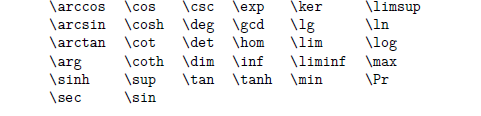 \arccos \cos \csc \exp \ker \limsup
\arcsin \cosh \deg \gcd \lg \ln
\arctan \cot \det \hom \lim \log
\arg \coth \dim \inf \liminf \max
\sinh \sup \tan \tanh \min \Pr
\sec \sin